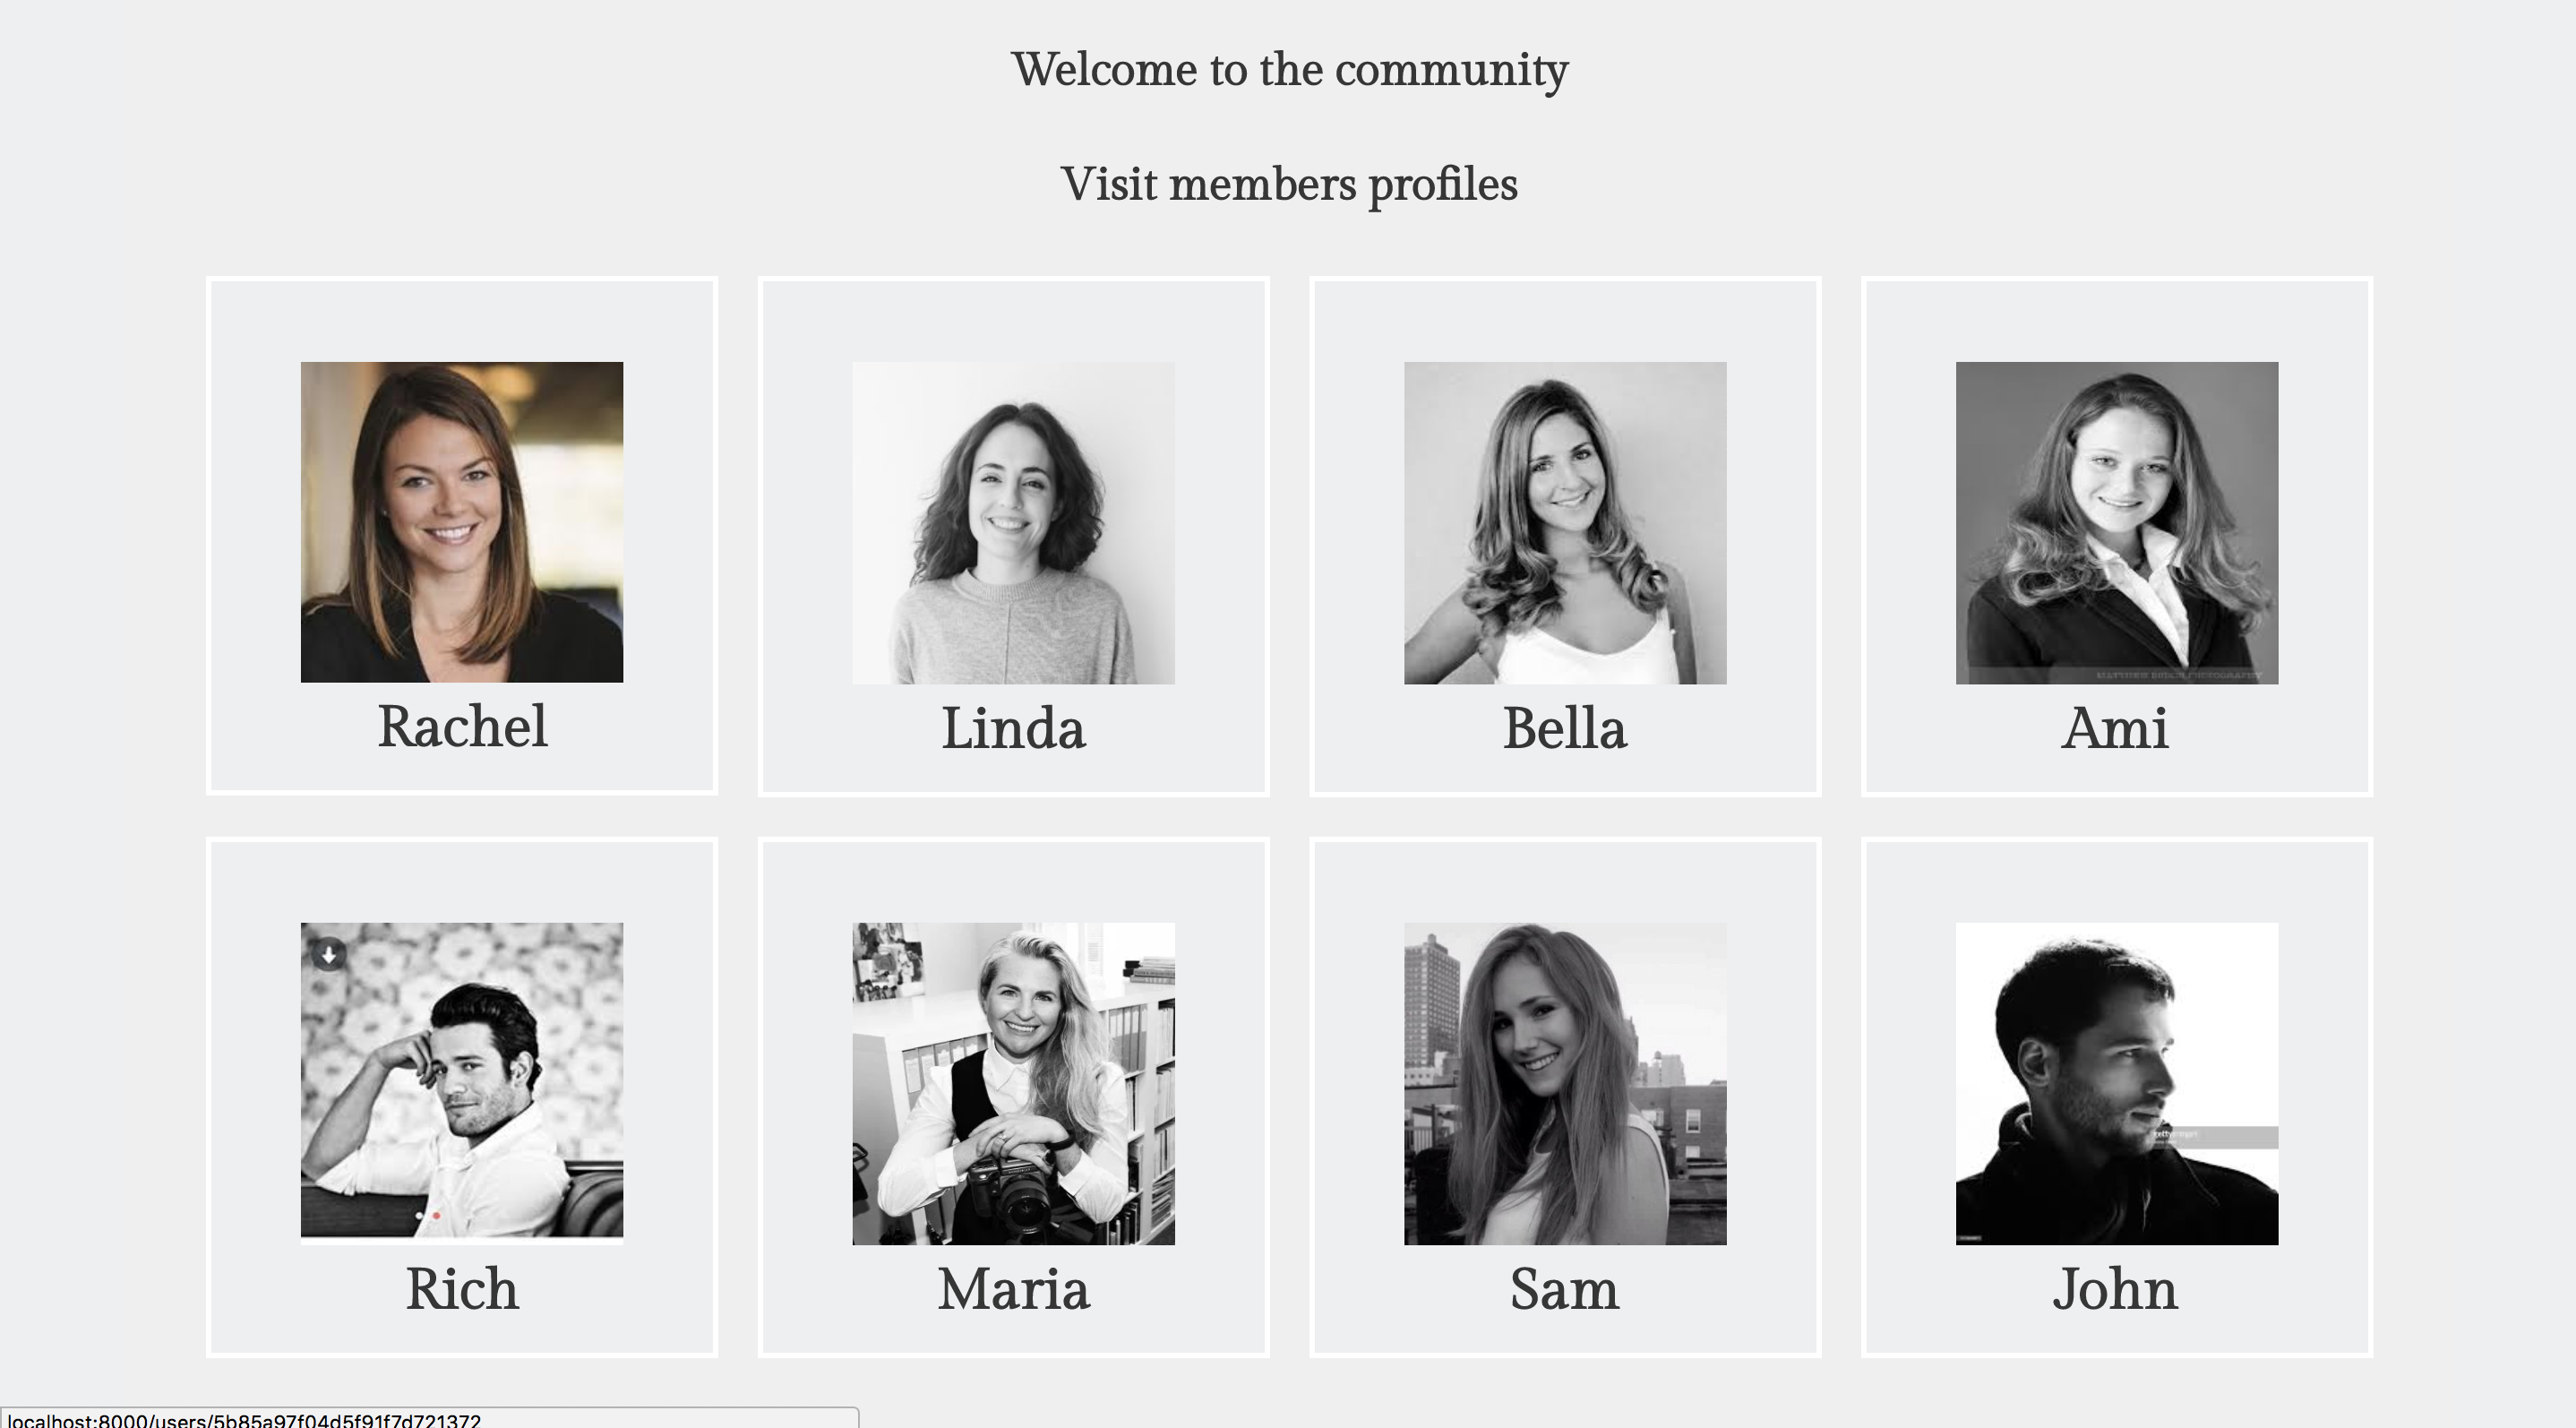 Welcome to the community
Visit members profiles
Rachel
Linda
Bella
Ami
Rich
Maria
Sam
John
localhost:8000/users/5b85a97f04d5f91f7d721372